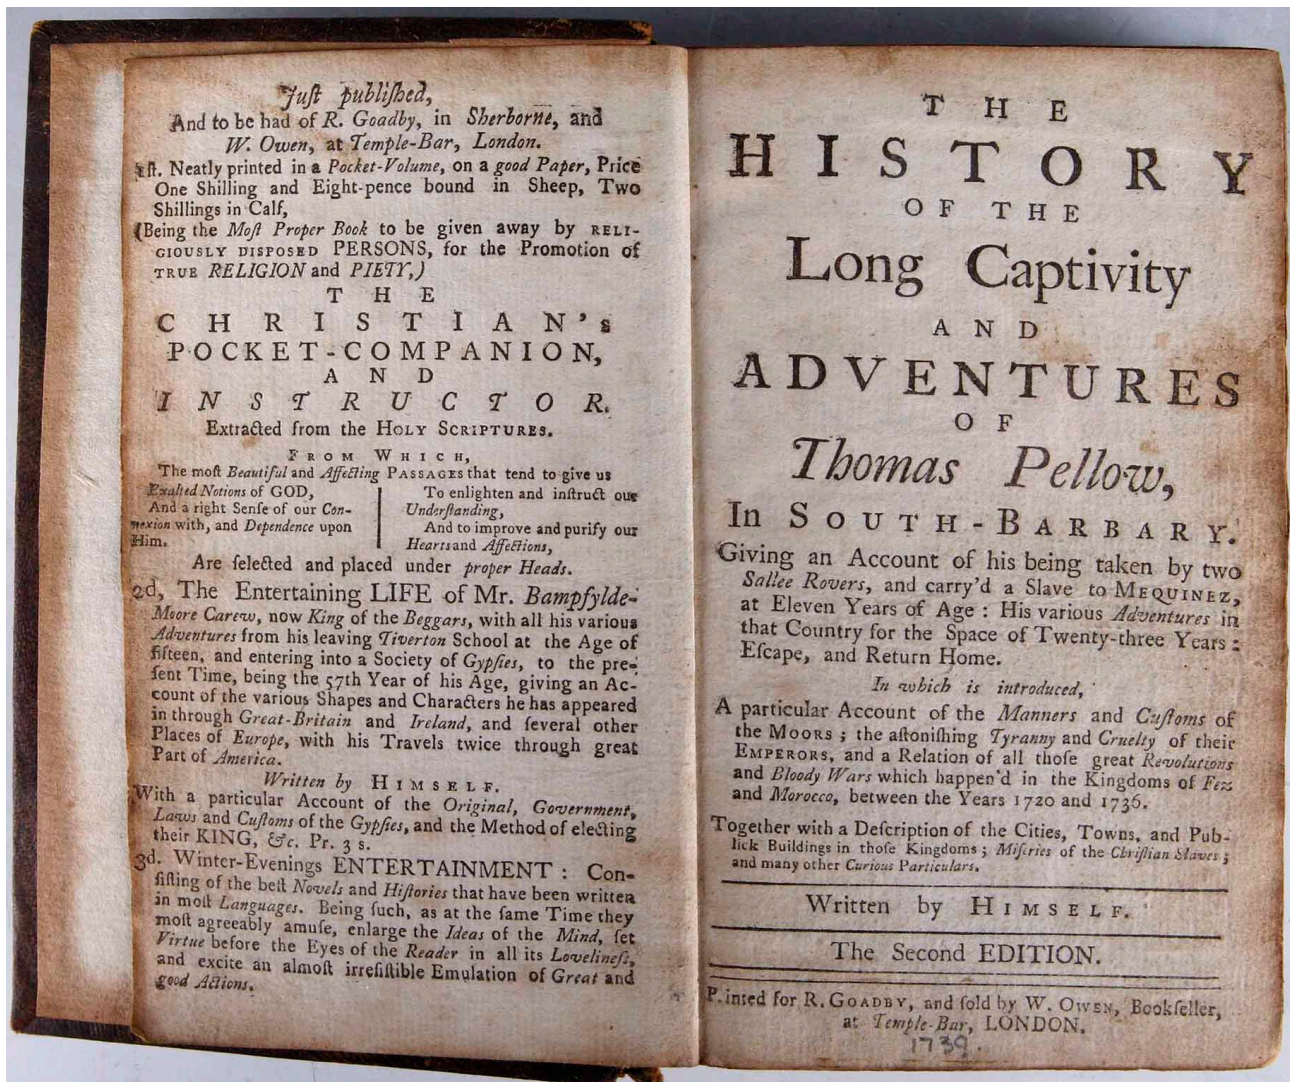 Juſt publiſhed,
And to be had of R. Goadby, in Sherborne, and
W. Owen, at Temple-Bar, London.
1ſt. Neatly printed in a Pocket-Volume, on a good Paper, Price
One Shilling and Eight-pence bound in Sheep, Two
Shillings in Calf,
(Being the Moſt Proper Book to be given away by RELI-
GIOUSLY DISPOSED PERSONS, for the Promotion of
TRUE RELIGION and PIETY,)
THE
CHRISTIAN's
POCKET-COMPANION,
AND
INSTRUCTOR.
Extracted from the HOLY SCRIPTURES.
FROM WHICH,
The moſt Beautiful and Affecting PASSAGES that tend to give us
Exalted Notions of GOD,
And a right Senſe of our Con-
nexion with, and Dependence upon
Him.
To enlighten and inſtruct our
Underſtanding,
And to improve and purify our
Hearts and Affections,
Are ſelected and placed under proper Heads.
2d, The Entertaining LIFE of Mr. Bampfylde-
Moore Carew, now King of the Beggars, with all his various
Adventures from his leaving Tiverton School at the Age of
fifteen, and entering into a Society of Gypſies, to the pre-
ſent Time, being the 57th Year of his Age, giving an Ac-
count of the various Shapes and Characters he has appeared
in through Great-Britain and Ireland, and ſeveral other
Places of Europe, with his Travels twice through great
Part of America.
Written by HIMSELF.
With a particular Account of the Original, Government,
Laws and Cuſtoms of the Gypſies, and the Method of electing
their KING, &c. Pr. 3 s.
3d. Winter-Evenings ENTERTAINMENT : Con-
ſiſting of the beſt Novels and Hiſtories that have been written
in moſt Languages. Being ſuch, as at the ſame Time they
moſt agreeably amuſe, enlarge the Ideas of the Mind, ſet
Virtue before the Eyes of the Reader in all its Lovelineſs,
and excite an almoſt irreſiſtible Emulation of Great and
good Actions.
THE
HISTORY
OF THE
Long Captivity
AND
ADVENTURES
OF
Thomas Pellow,
In SOUTH-BARBARY.
Giving an Account of his being taken by two
Sallee Rovers, and carry'd a Slave to MEQUINEZ,
at Eleven Years of Age : His various Adventures in
that Country for the Space of Twenty-three Years :
Eſcape, and Return Home.
In which is introduced,
A particular Account of the Manners and Cuſtoms of
the MOORS ; the aſtoniſhing Tyranny and Cruelty of their
EMPERORS, and a Relation of all thoſe great Revolutions
and Bloody Wars which happen'd in the Kingdoms of Fez
and Morocco, between the Years 1720 and 1736.
Together with a Deſcription of the Cities, Towns, and Pub-
lick Buildings in thoſe Kingdoms ; Miſeries of the Chriſtian Slaves ;
and many other Curious Particulars.
Written by HIMSELF.
The Second EDITION.
Printed for R. GOADBY, and ſold by W. OWEN, Bookſeller,
at Temple-Bar, LONDON.
1739.